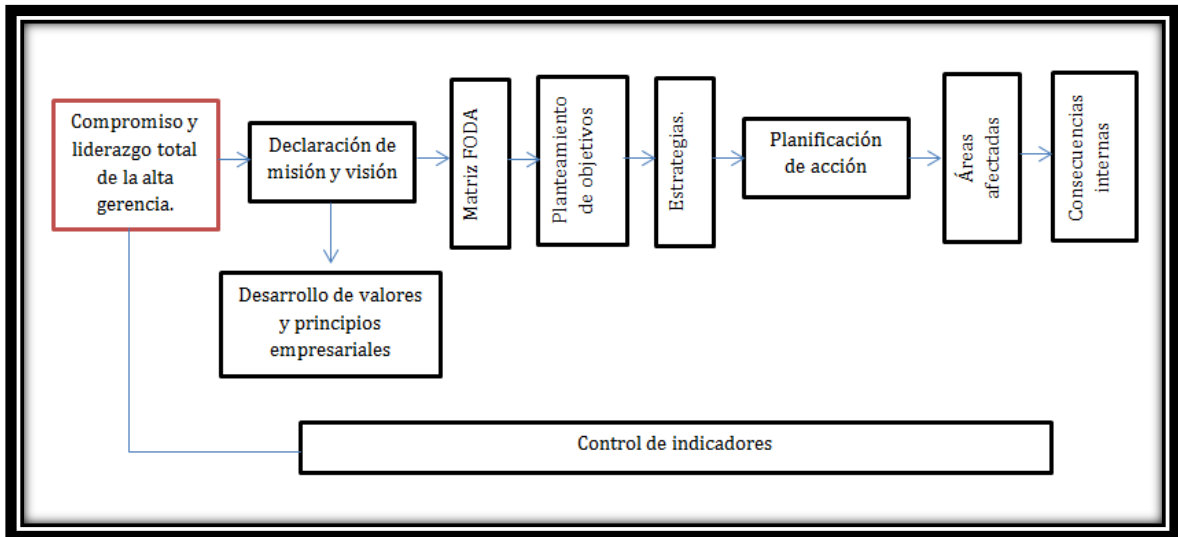 Compromiso y
liderazgo total
de la alta
gerencia.
Declaración de
misión y visión
Matriz FODA
Planteamiento
de objetivos
Estrategias.
Planificación
de acción
Áreas
afectadas
Consecuencias
internas
Desarrollo de valores
y principios
empresariales
Control de indicadores